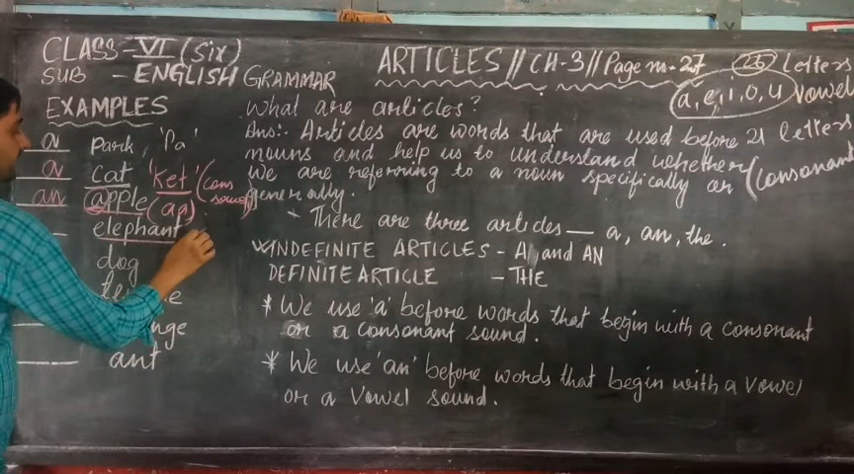 CLASS-VI (Six)
SUB - ENGLISH GRAMMAR
ARTICLES // CH-3 // Page no-27
26 Letters
a, e, i, o, u Vowel
21 letters
(consonant
EXAMPLES
a park 'Pa'
a cat 'ket' (cons sound)
an apple (ap)
elephant
dog
nge
ant
What are articles?
Ans:- Articles are words that are used before
nouns and help us to understand whether
we are referring to a noun specifically or
generally.
* There are three articles — a, an, the.
INDEFINITE ARTICLES - A, and AN
DEFINITE ARTICLE - THE
* We use 'a' before words that begin with a consonant
or a consonant sound.
* We use 'an' before words that begin with a vowel
or a Vowel sound.